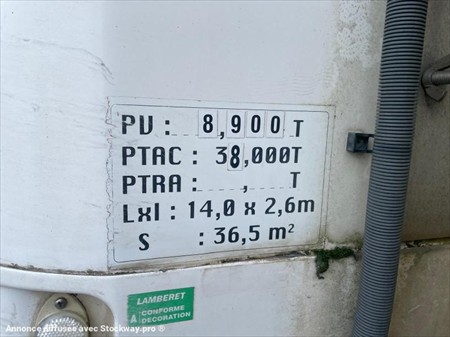 PV : 8,900 T
PTAC : 38,000T
PTRA : , T
LxI : 14,0 x 2,6m
S : 36,5 m²
LAMBERET
A CONFORME
DECORATION
Annonce diffusée avec Stockway.pro ®